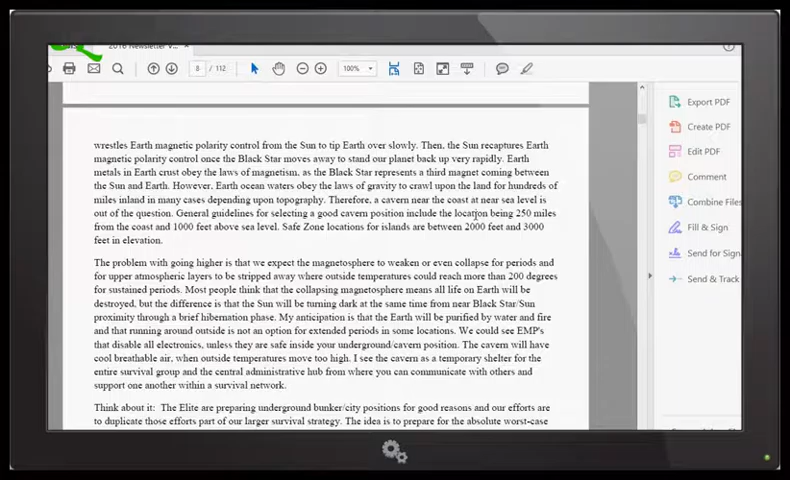 2016 Newsletter V...
8 / 112
100%
wrestles Earth magnetic polarity control from the Sun to tip Earth over slowly. Then, the Sun recaptures Earth
magnetic polarity control once the Black Star moves away to stand our planet back up very rapidly. Earth
metals in Earth crust obey the laws of magnetism, as the Black Star represents a third magnet coming between
the Sun and Earth. However, Earth ocean waters obey the laws of gravity to crawl upon the land for hundreds of
miles inland in many cases depending upon topography. Therefore, a cavern near the coast at near sea level is
out of the question. General guidelines for selecting a good cavern position include the location being 250 miles
from the coast and 1000 feet above sea level. Safe Zone locations for islands are between 2000 feet and 3000
feet in elevation.
The problem with going higher is that we expect the magnetosphere to weaken or even collapse for periods and
for upper atmospheric layers to be stripped away where outside temperatures could reach more than 200 degrees
for sustained periods. Most people think that the collapsing magnetosphere means all life on Earth will be
destroyed, but the difference is that the Sun will be turning dark at the same time from near Black Star/Sun
proximity through a brief hibernation phase. My anticipation is that the Earth will be purified by water and fire
and that running around outside is not an option for extended periods in some locations. We could see EMP's
that disable all electronics, unless they are safe inside your underground/cavern position. The cavern will have
cool breathable air, when outside temperatures move too high. I see the cavern as a temporary shelter for the
entire survival group and the central administrative hub from where you can communicate with others and
support one another within a survival network.
Think about it:  The Elite are preparing underground bunker/city positions for good reasons and our efforts are
to duplicate those efforts part of our larger survival strategy. The idea is to prepare for the absolute worst-case
Export PDF
Create PDF
Edit PDF
Comment
Combine Files
Fill & Sign
Send for Sign
Send & Track